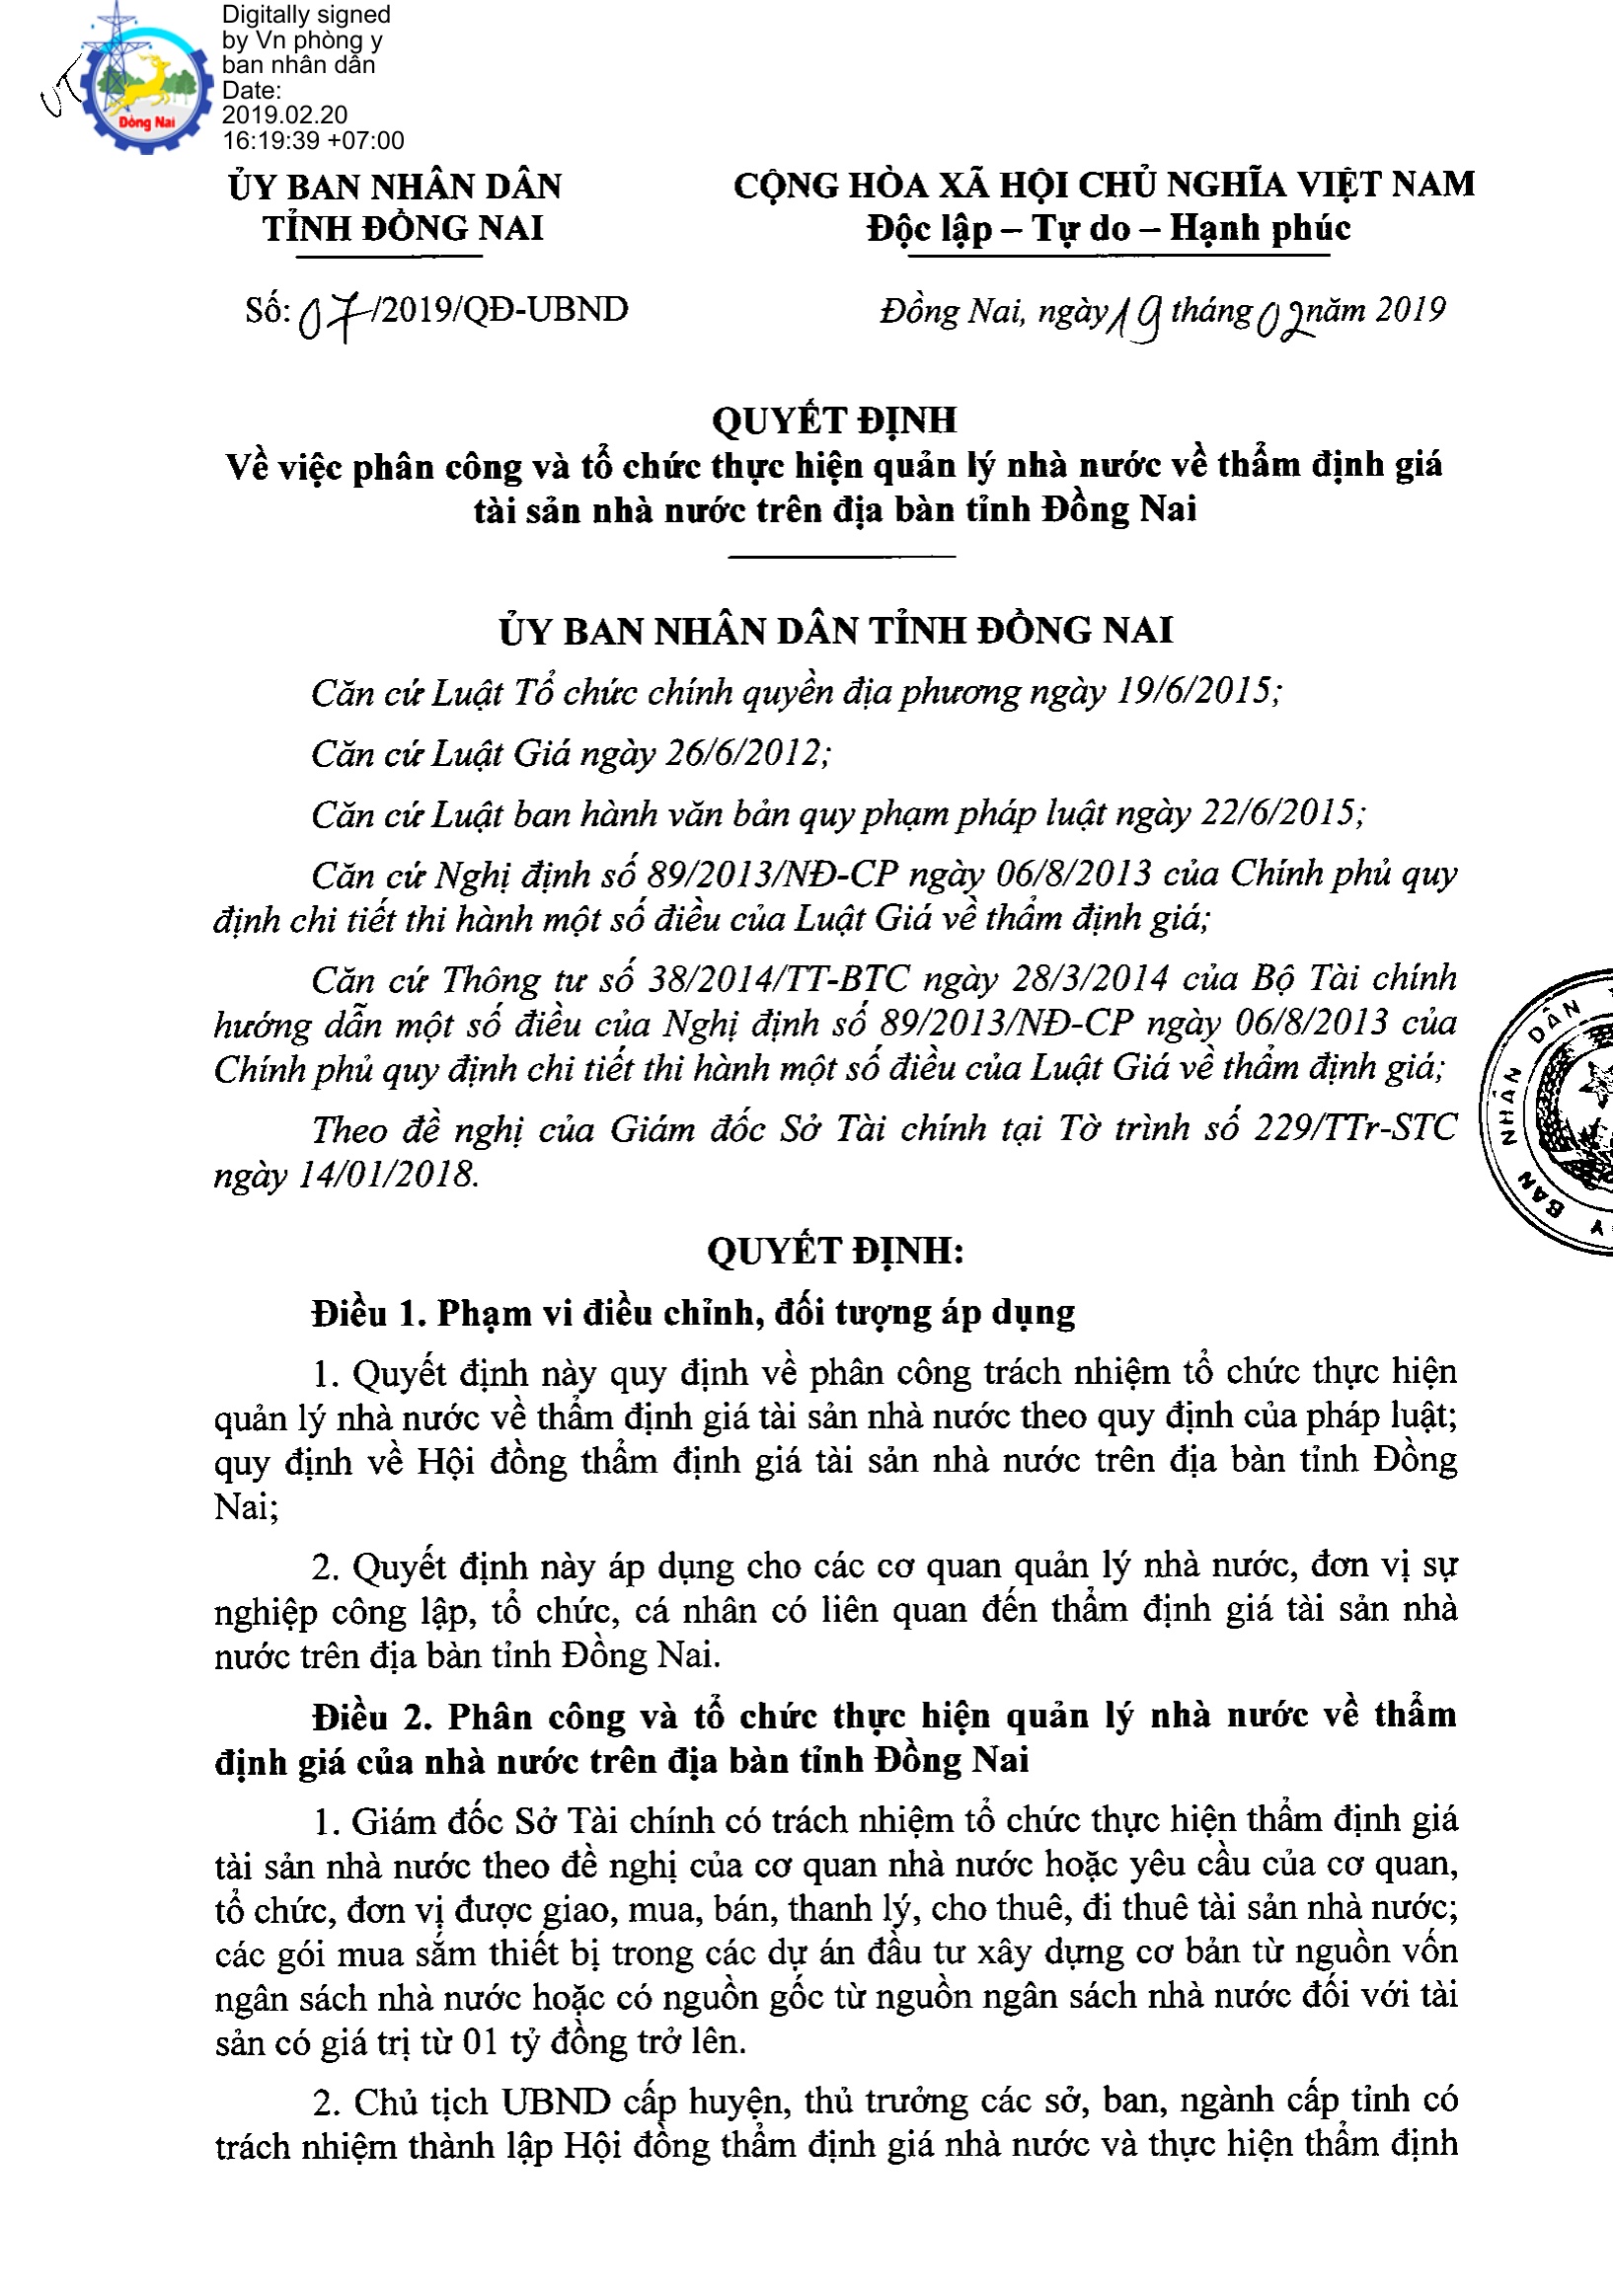 Digitally signed
by Vn phòng y
ban nhân dân
Date:
2019.02.20
16:19:39 +07:00
VT
Đồng Nai
ỦY BAN NHÂN DÂN
TỈNH ĐỒNG NAI
CỘNG HÒA XÃ HỘI CHỦ NGHĨA VIỆT NAM
Độc lập – Tự do – Hạnh phúc
Số: 07/2019/QĐ-UBND
Đồng Nai, ngày 19 tháng 02 năm 2019
QUYẾT ĐỊNH
Về việc phân công và tổ chức thực hiện quản lý nhà nước về thẩm định giá
tài sản nhà nước trên địa bàn tỉnh Đồng Nai
ỦY BAN NHÂN DÂN TỈNH ĐỒNG NAI
Căn cứ Luật Tổ chức chính quyền địa phương ngày 19/6/2015;
Căn cứ Luật Giá ngày 26/6/2012;
Căn cứ Luật ban hành văn bản quy phạm pháp luật ngày 22/6/2015;
Căn cứ Nghị định số 89/2013/NĐ-CP ngày 06/8/2013 của Chính phủ quy
định chi tiết thi hành một số điều của Luật Giá về thẩm định giá;
Căn cứ Thông tư số 38/2014/TT-BTC ngày 28/3/2014 của Bộ Tài chính
hướng dẫn một số điều của Nghị định số 89/2013/NĐ-CP ngày 06/8/2013 của
Chính phủ quy định chi tiết thi hành một số điều của Luật Giá về thẩm định giá;
Theo đề nghị của Giám đốc Sở Tài chính tại Tờ trình số 229/TTr-STC
ngày 14/01/2018.
Y BAN NHÂN DÂN
QUYẾT ĐỊNH:
Điều 1. Phạm vi điều chỉnh, đối tượng áp dụng
1. Quyết định này quy định về phân công trách nhiệm tổ chức thực hiện
quản lý nhà nước về thẩm định giá tài sản nhà nước theo quy định của pháp luật;
quy định về Hội đồng thẩm định giá tài sản nhà nước trên địa bàn tỉnh Đồng
Nai;
2. Quyết định này áp dụng cho các cơ quan quản lý nhà nước, đơn vị sự
nghiệp công lập, tổ chức, cá nhân có liên quan đến thẩm định giá tài sản nhà
nước trên địa bàn tỉnh Đồng Nai.
Điều 2. Phân công và tổ chức thực hiện quản lý nhà nước về thẩm
định giá của nhà nước trên địa bàn tỉnh Đồng Nai
1. Giám đốc Sở Tài chính có trách nhiệm tổ chức thực hiện thẩm định giá
tài sản nhà nước theo đề nghị của cơ quan nhà nước hoặc yêu cầu của cơ quan,
tổ chức, đơn vị được giao, mua, bán, thanh lý, cho thuê, đi thuê tài sản nhà nước;
các gói mua sắm thiết bị trong các dự án đầu tư xây dựng cơ bản từ nguồn vốn
ngân sách nhà nước hoặc có nguồn gốc từ nguồn ngân sách nhà nước đối với tài
sản có giá trị từ 01 tỷ đồng trở lên.
2. Chủ tịch UBND cấp huyện, thủ trưởng các sở, ban, ngành cấp tỉnh có
trách nhiệm thành lập Hội đồng thẩm định giá nhà nước và thực hiện thẩm định